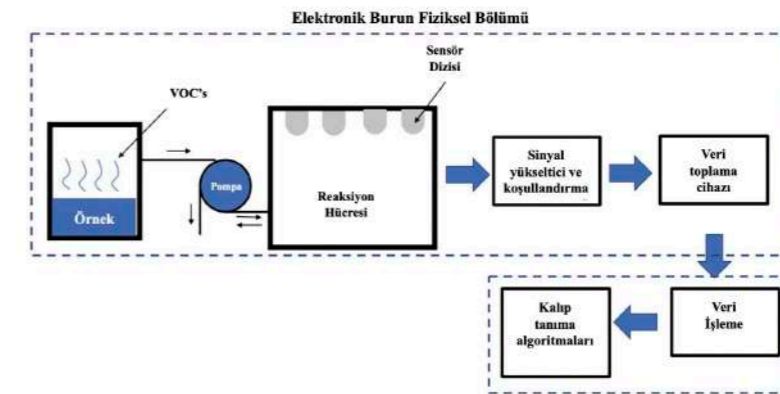 Elektronik Burun Fiziksel Bölümü
Sensör
Dizisi
VOC's
Örnek
Pompa
Reaksiyon
Hücresi
Sinyal
yükseltici ve
koşullandırma
Veri
toplama
cihazı
Kalıp
tanıma
algoritmaları
Veri
İşleme